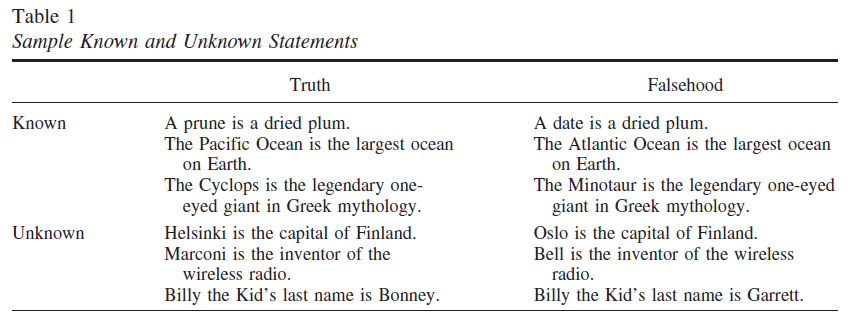 Table 1
Sample Known and Unknown Statements
Truth Falsehood
Known A prune is a dried plum. A date is a dried plum.
The Pacific Ocean is the largest ocean The Atlantic Ocean is the largest ocean
on Earth. on Earth.
The Cyclops is the legendary one- The Minotaur is the legendary one-eyed
eyed giant in Greek mythology. giant in Greek mythology.
Unknown Helsinki is the capital of Finland. Oslo is the capital of Finland.
Marconi is the inventor of the Bell is the inventor of the wireless
wireless radio. radio.
Billy the Kid’s last name is Bonney. Billy the Kid’s last name is Garrett.